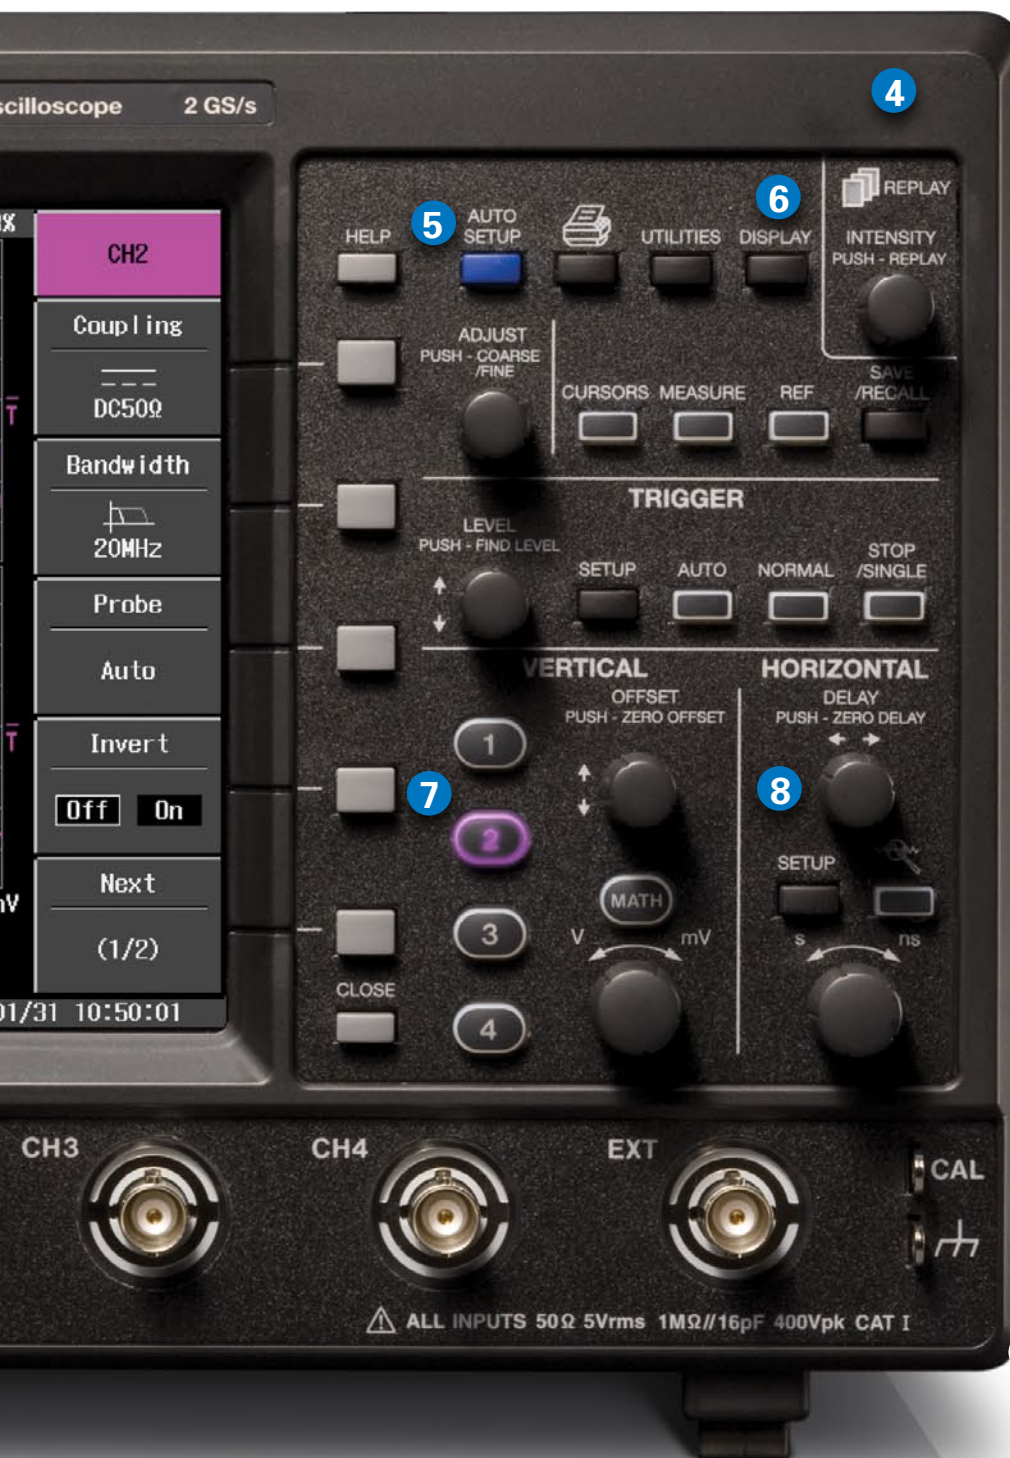 scilloscope 2 GS/s
4
REPLAY
INTENSITY
PUSH - REPLAY
HELP
5
AUTO
SETUP
UTILITIES
6
DISPLAY
ADJUST
PUSH - COARSE
/FINE
CURSORS
MEASURE
REF
SAVE
/RECALL
TRIGGER
LEVEL
PUSH - FIND LEVEL
SETUP
AUTO
NORMAL
STOP
/SINGLE
VERTICAL
OFFSET
PUSH - ZERO OFFSET
HORIZONTAL
DELAY
PUSH - ZERO DELAY
7
8
1
2
3
4
MATH
V
mV
SETUP
s
ns
CLOSE
CH2
Coupling
DC50Ω
Bandwidth
20MHz
Probe
Auto
Invert
Off On
Next
(1/2)
T
T
01/31 10:50:01
CH3
CH4
EXT
CAL
ALL INPUTS 50Ω 5Vrms 1MΩ//16pF 400Vpk CAT I